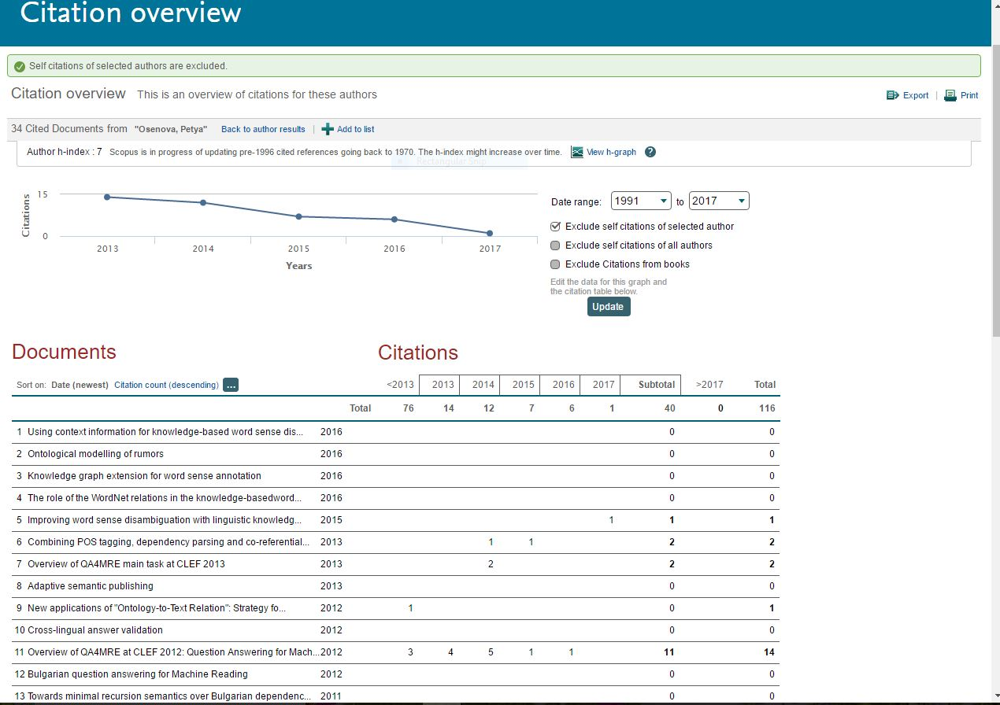 Citation overview
Self citations of selected authors are excluded.
Citation overview This is an overview of citations for these authors Export | Print
34 Cited Documents from "Osenova, Petya" Back to author results | Add to list
Author h-index : 7 Scopus is in progress of updating pre-1996 cited references going back to 1970. The h-index might increase over time. View h-graph ?
Rectangular Snip
Citations
15
0
2013 2014 2015 2016 2017
Years
Date range: 1991 to 2017
Exclude self citations of selected author
Exclude self citations of all authors
Exclude Citations from books
Edit the data for this graph and
the citation table below.
Update
Documents Citations
Sort on: Date (newest) Citation count (descending) ... <2013 2013 2014 2015 2016 2017 Subtotal >2017 Total
Total 76 14 12 7 6 1 40 0 116
1 Using context information for knowledge-based word sense dis... 2016 0 0
2 Ontological modelling of rumors 2016 0 0
3 Knowledge graph extension for word sense annotation 2016 0 0
4 The role of the WordNet relations in the knowledge-basedword... 2016 0 0
5 Improving word sense disambiguation with linguistic knowledg... 2015 1 1 1
6 Combining POS tagging, dependency parsing and co-referential... 2013 1 1 2 2
7 Overview of QA4MRE main task at CLEF 2013 2013 2 2 2
8 Adaptive semantic publishing 2013 0 0
9 New applications of "Ontology-to-Text Relation": Strategy fo... 2012 1 0 1
10 Cross-lingual answer validation 2012 0 0
11 Overview of QA4MRE at CLEF 2012: Question Answering for Mach... 2012 3 4 5 1 1 11 14
12 Bulgarian question answering for Machine Reading 2012 0 0
13 Towards minimal recursion semantics over Bulgarian dependenc... 2011 0 0